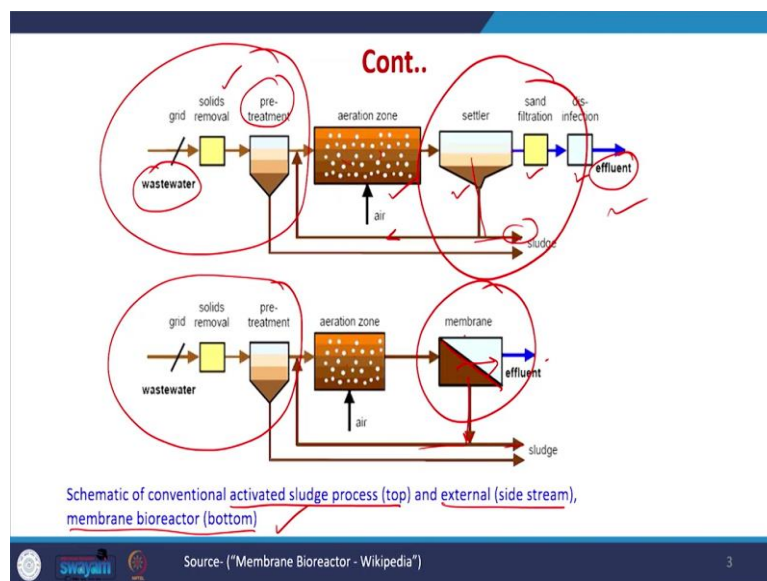 Cont..
solids removal
pre-treatment
aeration zone
settler
sand filtration
dis-infection
grid
wastewater
effluent
air
sludge
solids removal
pre-treatment
aeration zone
membrane
grid
wastewater
effluent
air
sludge
Schematic of conventional activated sludge process (top) and external (side stream),
membrane bioreactor (bottom)
swayam
Source- (“Membrane Bioreactor - Wikipedia”)
3